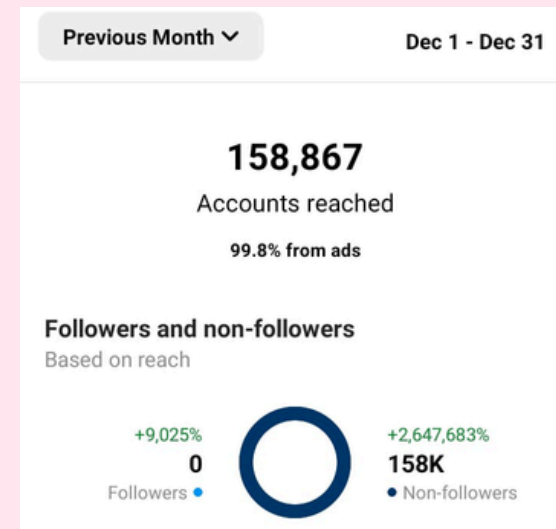 Previous Month
Dec 1 - Dec 31
158,867
Accounts reached
99.8% from ads
Followers and non-followers
Based on reach
+9,025%
0
Followers
+2,647,683%
158K
Non-followers